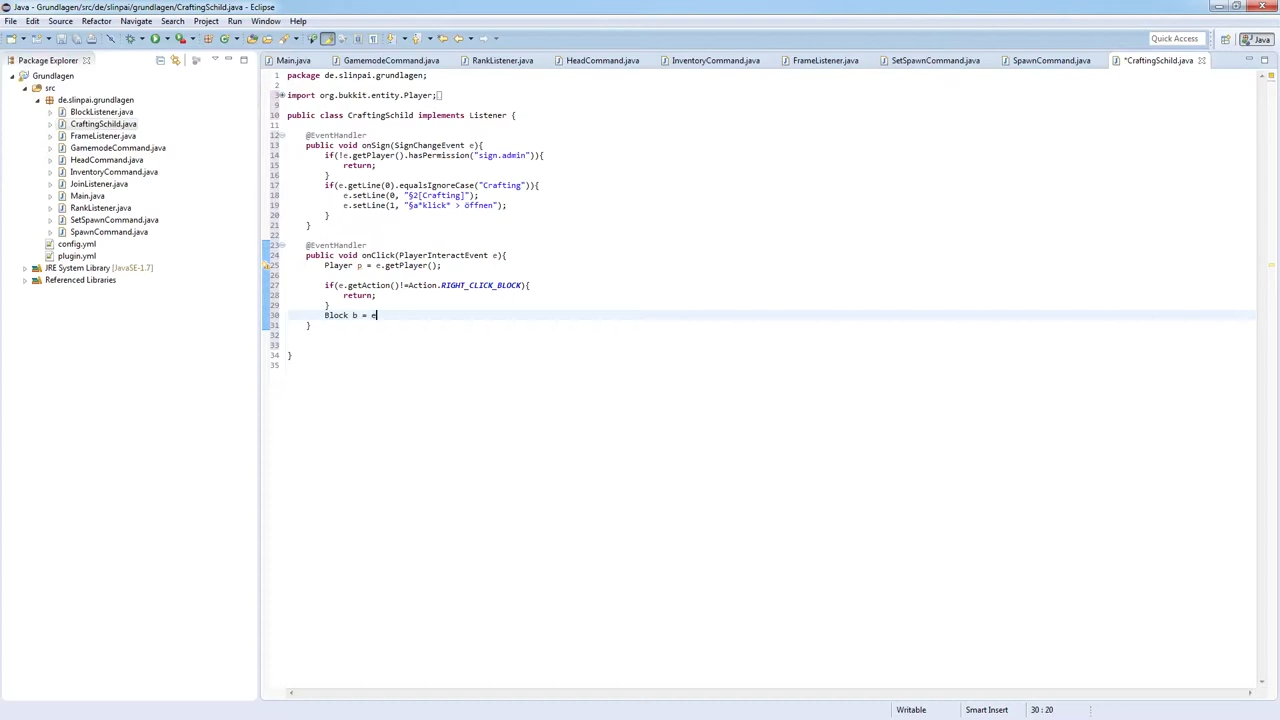 Java - Grundlagen/src/de/slinpai/grundlagen/CraftingSchild.java - Eclipse
File Edit Source Refactor Navigate Search Project Run Window Help
Quick Access Java
Package Explorer
Grundlagen
src
de.slinpai.grundlagen
BlockListener.java
CraftingSchild.java
FrameListener.java
GamemodeCommand.java
HeadCommand.java
InventoryCommand.java
JoinListener.java
Main.java
RankListener.java
SetSpawnCommand.java
SpawnCommand.java
config.yml
plugin.yml
JRE System Library [JavaSE-1.7]
Referenced Libraries
Main.java GamemodeCommand.java RankListener.java HeadCommand.java InventoryCommand.java FrameListener.java SetSpawnCommand.java SpawnCommand.java *CraftingSchild.java
1 package de.slinpai.grundlagen;
2
3 import org.bukkit.entity.Player;
9
10 public class CraftingSchild implements Listener {
11
12 @EventHandler
13 public void onSign(SignChangeEvent e){
14 if(!e.getPlayer().hasPermission("sign.admin")){
15 return;
16 }
17 if(e.getLine(0).equalsIgnoreCase("Crafting")){
18 e.setLine(0, "§2[Crafting]");
19 e.setLine(1, "§a*klick* > öffnen");
20 }
21 }
22
23 @EventHandler
24 public void onClick(PlayerInteractEvent e){
25 Player p = e.getPlayer();
26
27 if(e.getAction()!=Action.RIGHT_CLICK_BLOCK){
28 return;
29 }
30 Block b = e
31 }
32
33
34 }
35
Writable Smart Insert 30 : 20